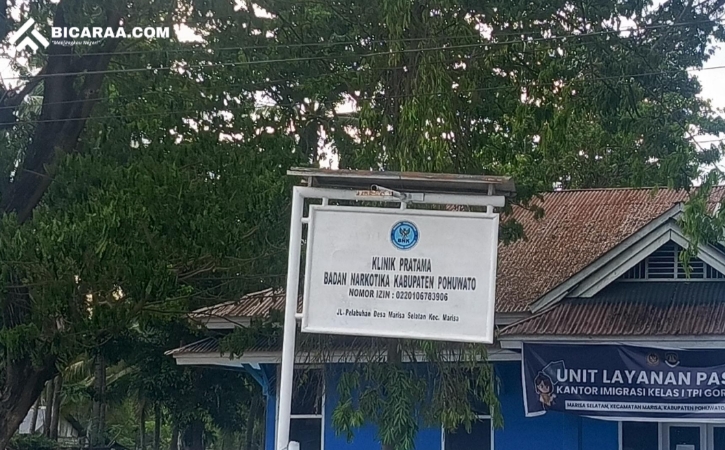 BICARAA.COM
BNN
KLINIK PRATAMA
BADAN NARKOTIKA KABUPATEN POHUWATO
NOMOR IZIN : 0220106783906
JL. Pelabuhan Desa Marisa Selatan Kec. Marisa
UNIT LAYANAN PAS
KANTOR IMIGRASI KELAS I TPI GOR
MARISA SELATAN, KECAMATAN MARISA, KABUPATEN POHUWATO